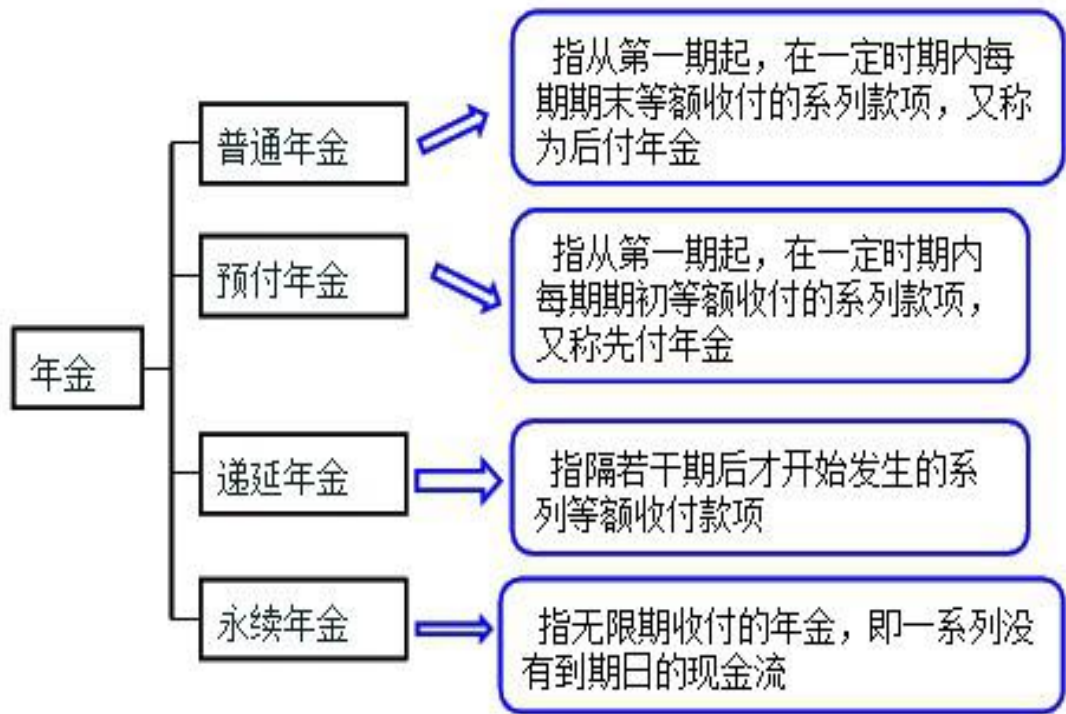 年金
普通年金
指从第一期起，在一定时期内每
期期末等额收付的系列款项，又称
为后付年金
预付年金
指从第一期起，在一定时期内
每期期初等额收付的系列款项，
又称先付年金
递延年金
指隔若干期后才开始发生的系
列等额收付款项
永续年金
指无限期收付的年金，即一系列没
有到期日的现金流